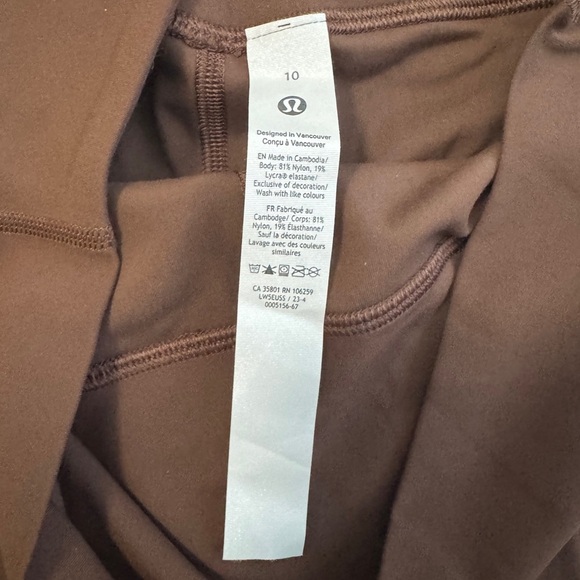 10
Designed in Vancouver
Conçu à Vancouver
EN Made in Cambodia/
Body: 81% Nylon, 19%
Lycra® elastane/
Exclusive of decoration/
Wash with like colours
FR Fabriqué au
Cambodge/ Corps: 81%
Nylon, 19% Élasthanne/
Sauf la décoration/
Lavage avec des couleurs
similaires
CA 35801 RN 106259
LW5EUSS / 23-4
0005156-67